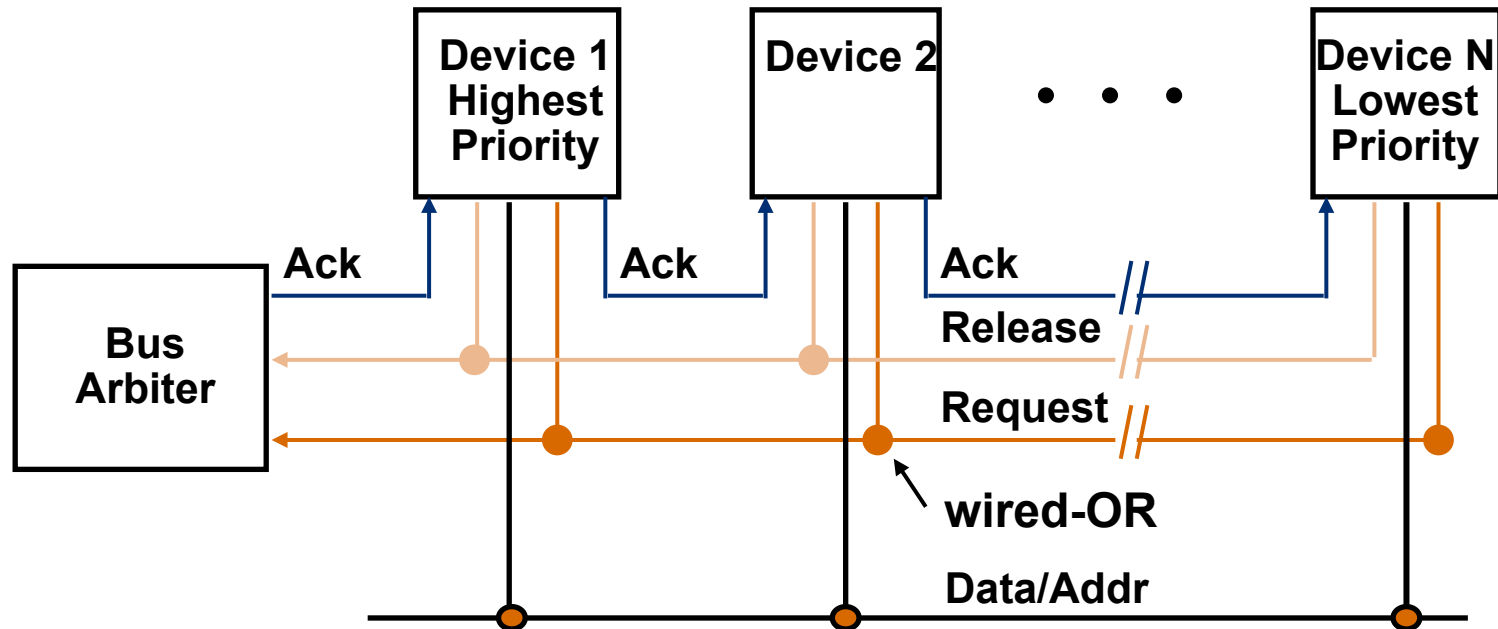 Device 1
Highest
Priority
Device 2
Device N
Lowest
Priority
Ack
Ack
Ack
Bus
Arbiter
Release
Request
wired-OR
Data/Addr